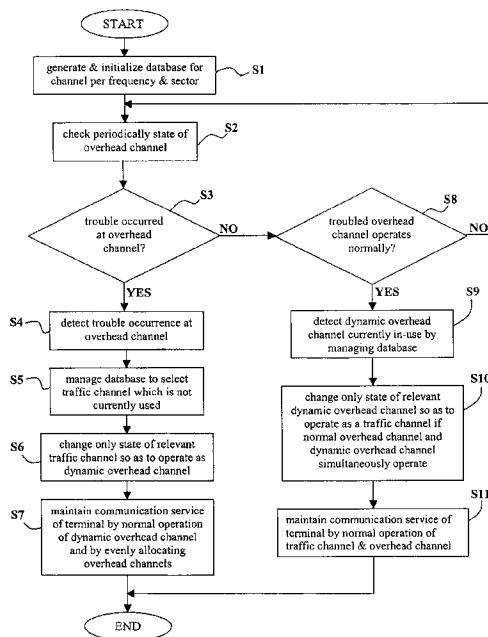 START
generate & initialize database for
channel per frequency & sector
S1
check periodically state of
overhead channel
S2
trouble occurred
at overhead
channel?
S3
NO
YES
troubled overhead
channel operates
normally?
S8
NO
YES
S4
detect trouble occurrence at
overhead channel
S5
manage database to select
traffic channel which is not
currently used
S6
change only state of relevant
traffic channel so as to operate as
dynamic overhead channel
S7
maintain communication service
of terminal by normal operation
of dynamic overhead channel
and by evenly allocating
overhead channels
S9
detect dynamic overhead
channel currently in-use by
managing database
S10
change only state of relevant
dynamic overhead channel so as to
operate as a traffic channel if
normal overhead channel and
dynamic overhead channel
simultaneously operate
S11
maintain communication service of
terminal by normal operation of
traffic channel & overhead channel
END